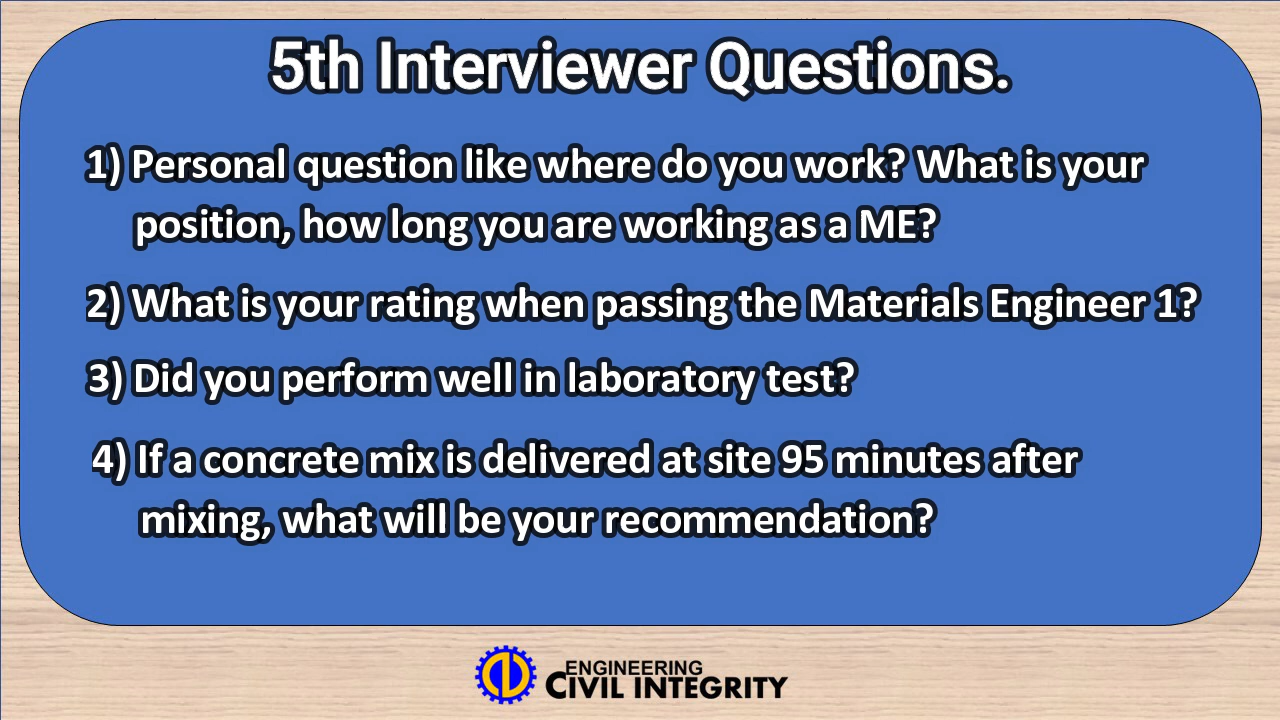 5th Interviewer Questions.
1) Personal question like where do you work? What is your
position, how long you are working as a ME?
2) What is your rating when passing the Materials Engineer 1?
3) Did you perform well in laboratory test?
4) If a concrete mix is delivered at site 95 minutes after
mixing, what will be your recommendation?
ENGINEERING
CIVIL INTEGRITY